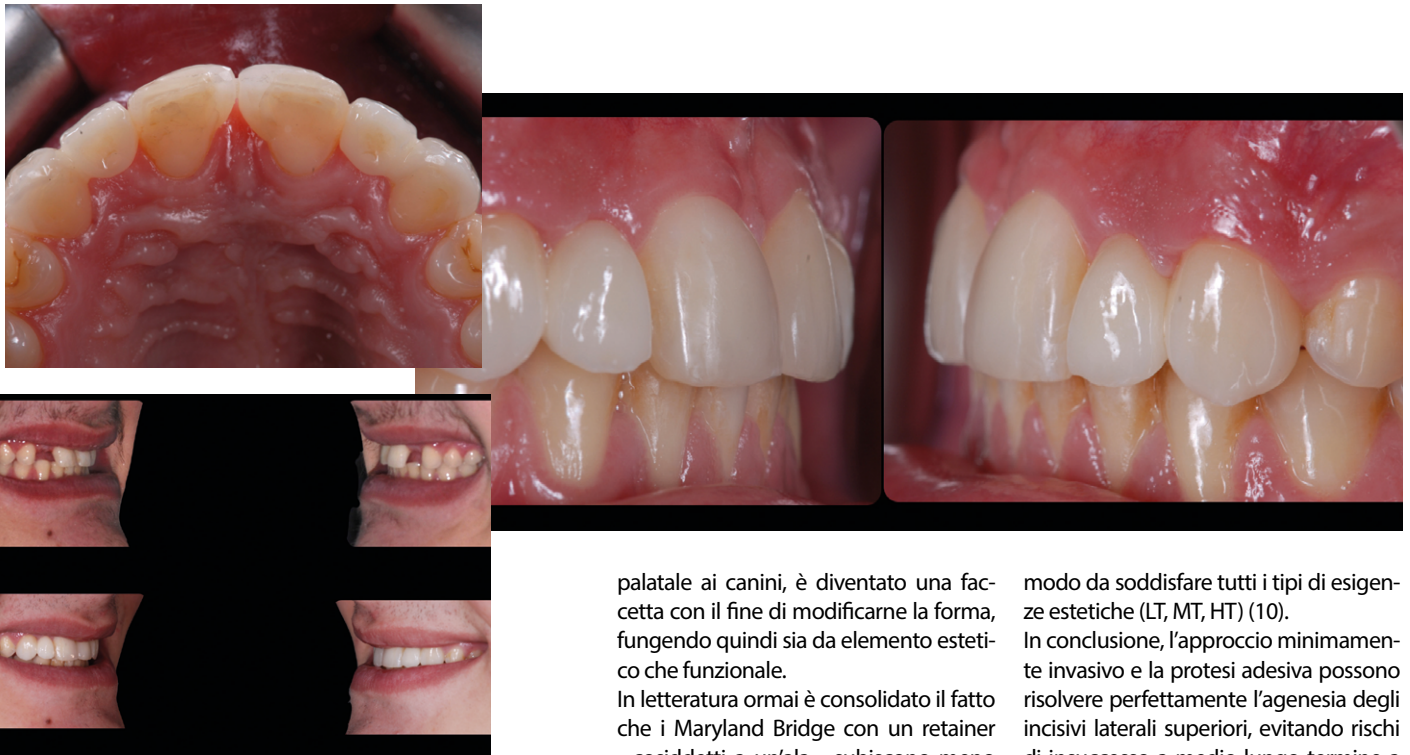 palatale ai canini, è diventato una fac-
cetta con il fine di modificarne la forma,
fungendo quindi sia da elemento esteti-
co che funzionale.
In letteratura ormai è consolidato il fatto
che i Maryland Bridge con un retainer
modo da soddisfare tutti i tipi di esigen-
ze estetiche (LT, MT, HT) (10).
In conclusione, l'approccio minimamen-
te invasivo e la protesi adesiva possono
risolvere perfettamente l'agenesia degli
incisivi laterali superiori, evitando rischi